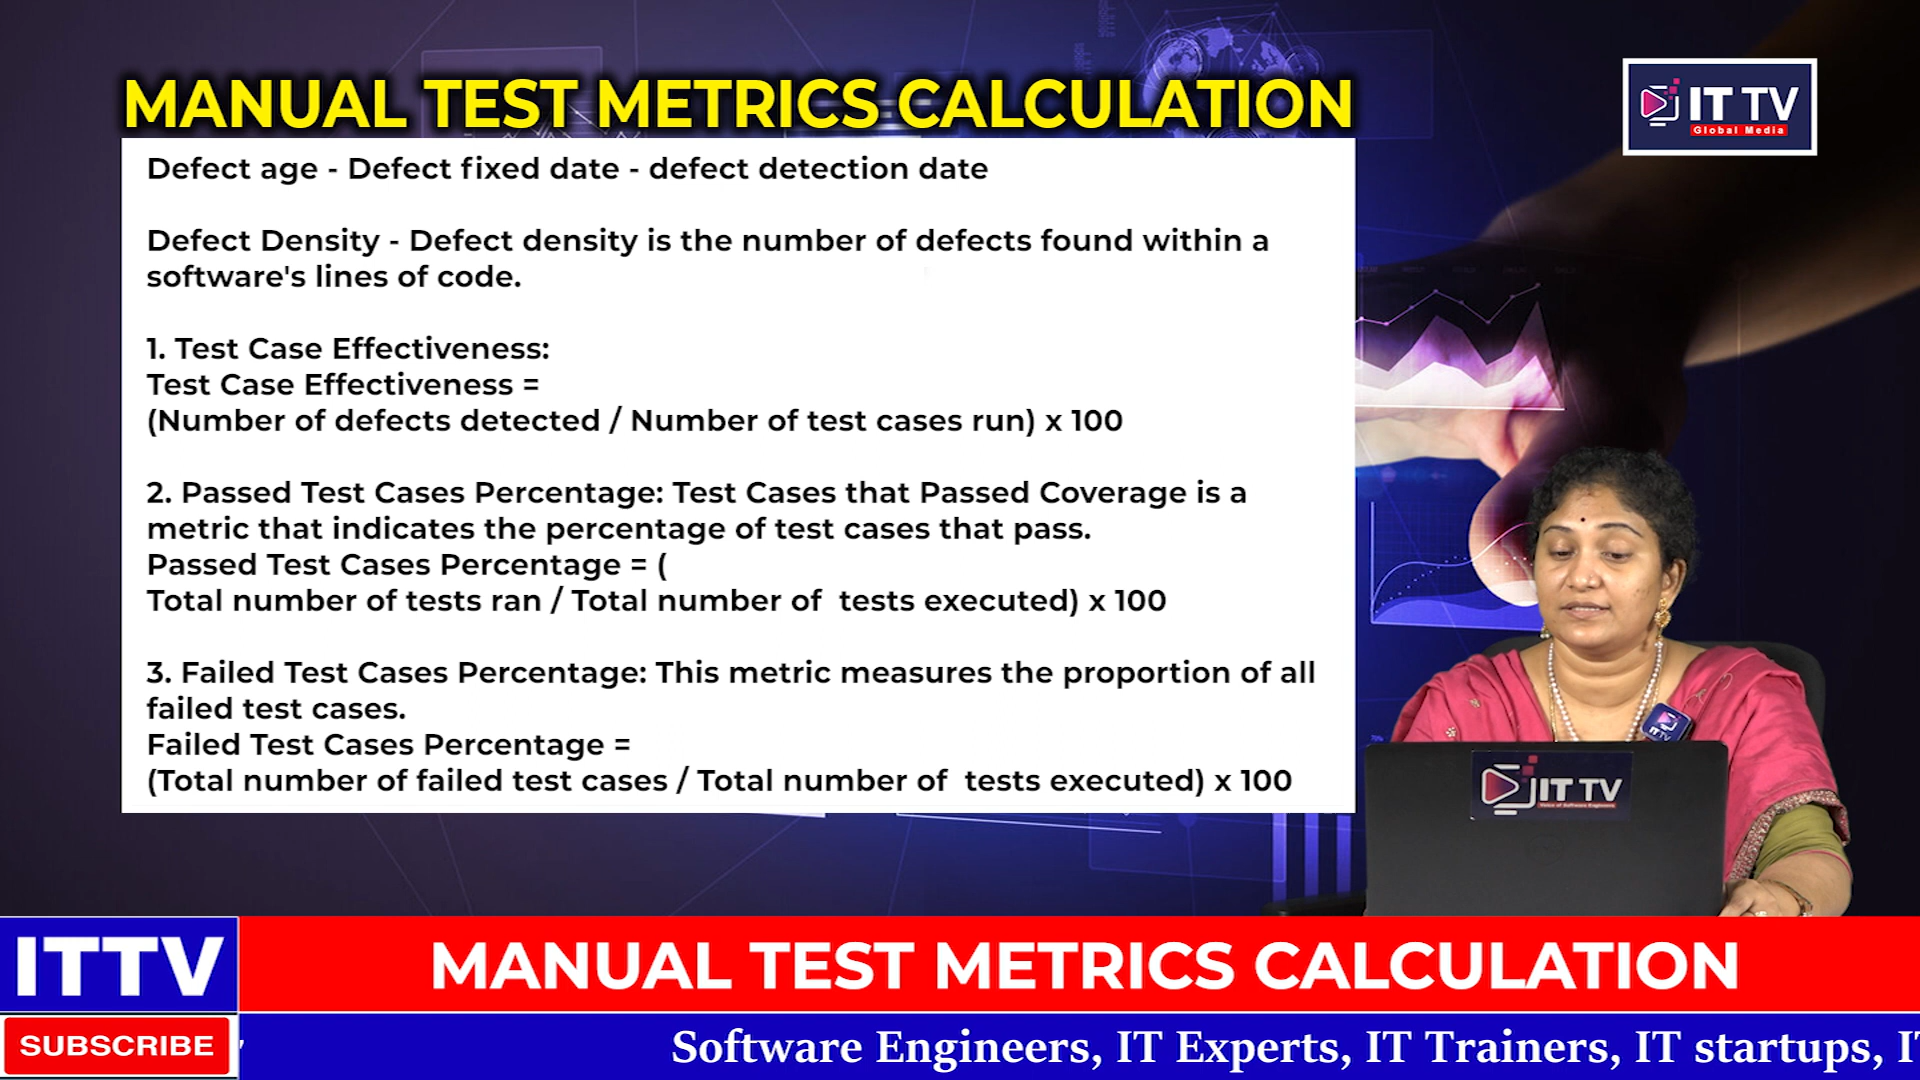 MANUAL TEST METRICS CALCULATION
IT TV
Global Media
Defect age - Defect fixed date - defect detection date
Defect Density - Defect density is the number of defects found within a
software's lines of code.
1. Test Case Effectiveness:
Test Case Effectiveness =
(Number of defects detected / Number of test cases run) x 100
2. Passed Test Cases Percentage: Test Cases that Passed Coverage is a
metric that indicates the percentage of test cases that pass.
Passed Test Cases Percentage = (
Total number of tests ran / Total number of  tests executed) x 100
3. Failed Test Cases Percentage: This metric measures the proportion of all
failed test cases.
Failed Test Cases Percentage =
(Total number of failed test cases / Total number of  tests executed) x 100
IT TV
IT TV
Voice of Software Engineers
ITTV
MANUAL TEST METRICS CALCULATION
SUBSCRIBE
Software Engineers, IT Experts, IT Trainers, IT startups,